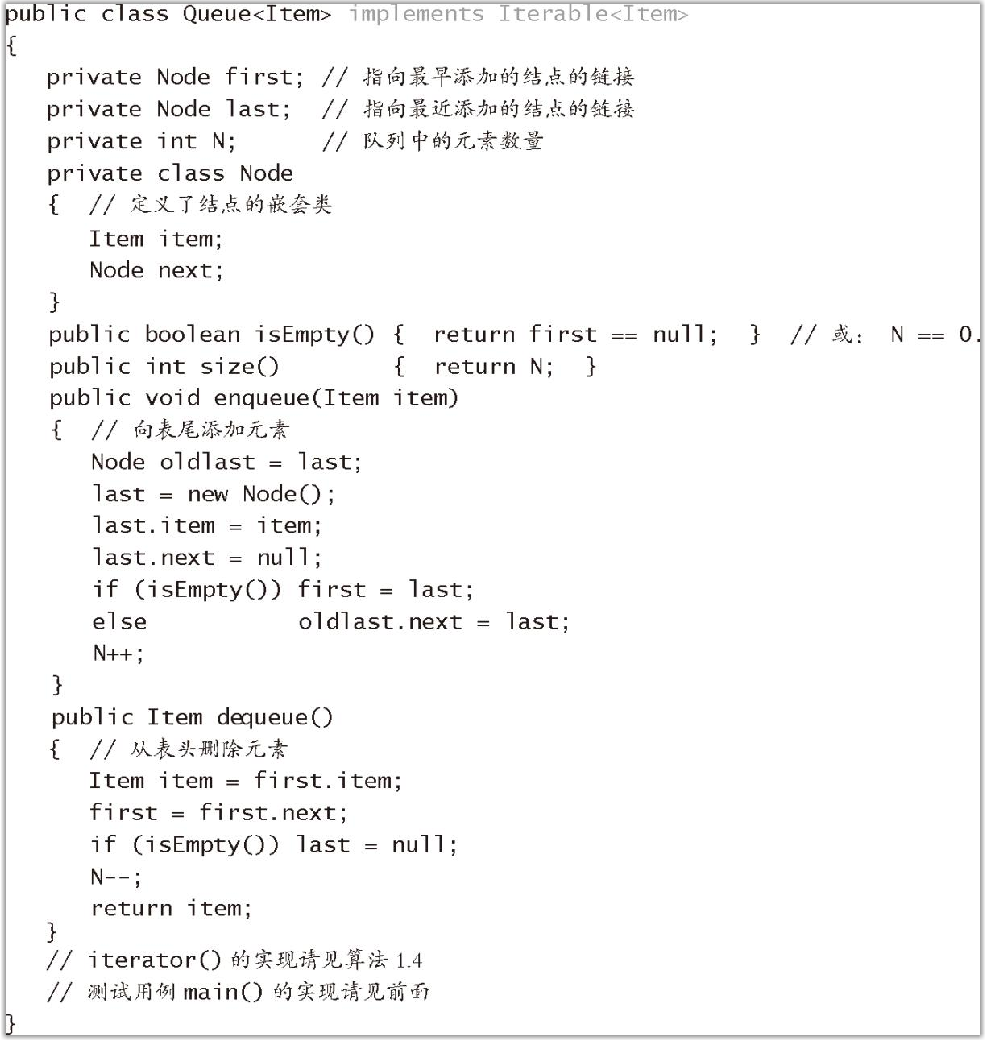 public class Queue<Item> implements Iterable<Item>
{
private Node first; // 指向最早添加的结点的链接
private Node last; // 指向最近添加的结点的链接
private int N; // 队列中的元素数量
private class Node
{ // 定义了结点的嵌套类
Item item;
Node next;
}
public boolean isEmpty() { return first == null; } // 或: N == 0.
public int size() { return N; }
public void enqueue(Item item)
{ // 向表尾添加元素
Node oldlast = last;
last = new Node();
last.item = item;
last.next = null;
if (isEmpty()) first = last;
else oldlast.next = last;
N++;
}
public Item dequeue()
{ // 从表头删除元素
Item item = first.item;
first = first.next;
if (isEmpty()) last = null;
N--;
return item;
}
// iterator() 的实现请见算法 1.4
// 测试用例 main() 的实现请见前面
}